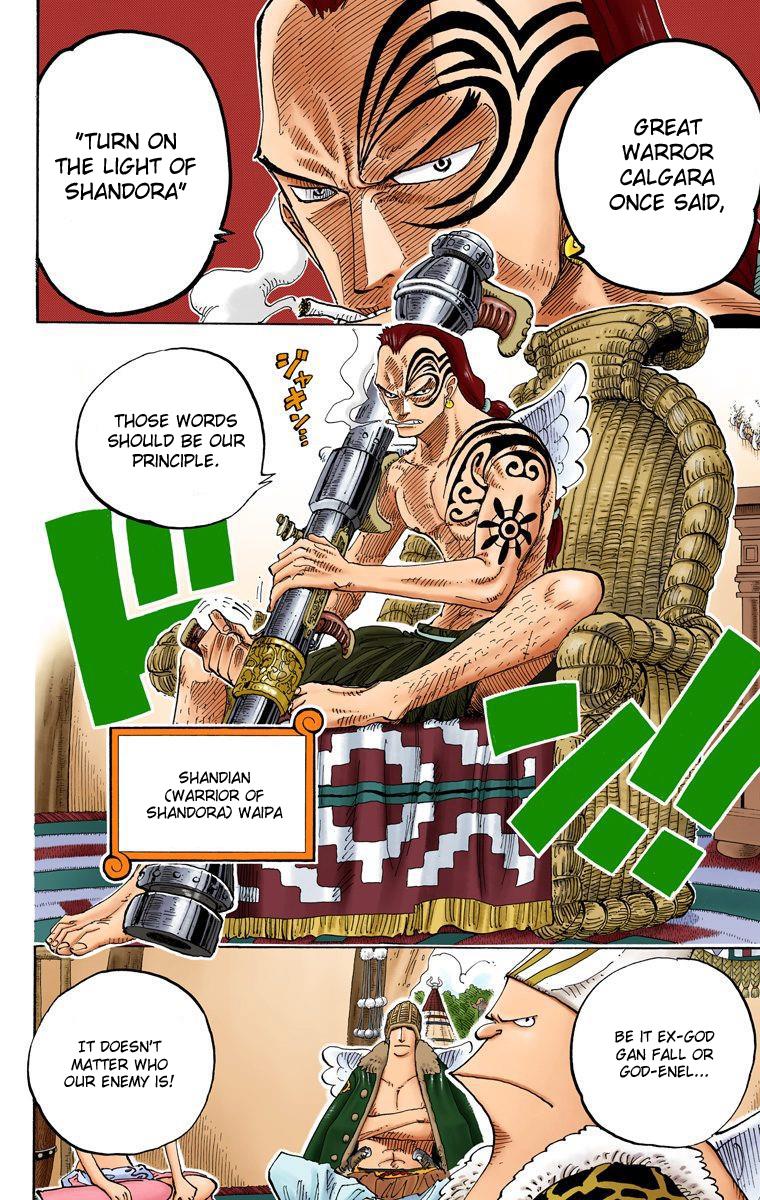 GREAT
WARROR
CALGARA
ONCE SAID,
"TURN ON
THE LIGHT OF
SHANDORA"
ジャキン…
THOSE WORDS
SHOULD BE OUR
PRINCIPLE.
ドン!!
SHANDIAN
(WARRIOR OF
SHANDORA) WAIPA
BE IT EX-GOD
GAN FALL OR
GOD-ENEL...
IT DOESN'T
MATTER WHO
OUR ENEMY IS!